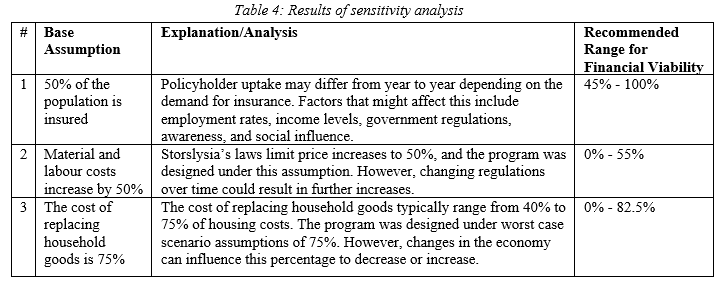 Table 4: Results of sensitivity analysis
# Base Assumption Explanation/Analysis Recommended Range for Financial Viability
1 50% of the population is insured Policyholder uptake may differ from year to year depending on the demand for insurance. Factors that might affect this include employment rates, income levels, government regulations, awareness, and social influence. 45% - 100%
2 Material and labour costs increase by 50% Storslysia’s laws limit price increases to 50%, and the program was designed under this assumption. However, changing regulations over time could result in further increases. 0% - 55%
3 The cost of replacing household goods is 75% The cost of replacing household goods typically range from 40% to 75% of housing costs. The program was designed under worst case scenario assumptions of 75%. However, changes in the economy can influence this percentage to decrease or increase. 0% - 82.5%